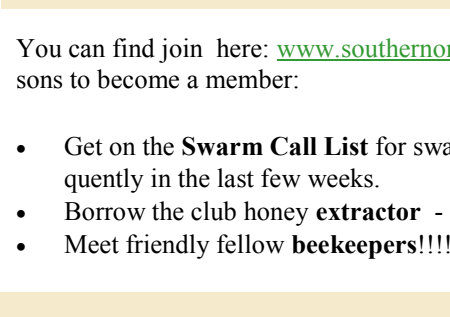 You can find join here: www.southernor
sons to become a member:
• Get on the Swarm Call List for swa
quently in the last few weeks.
• Borrow the club honey extractor -
• Meet friendly fellow beekeepers!!!!